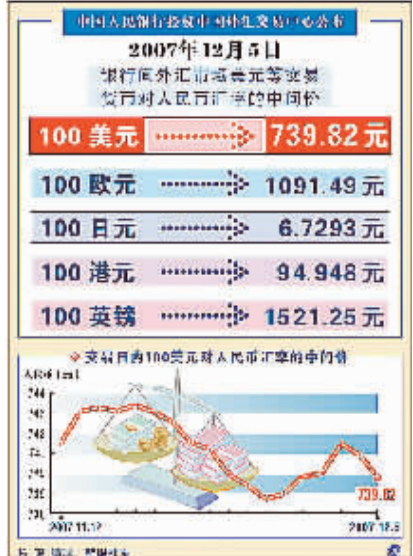 中国人民银行授权中国外汇交易中心公布
2007年12月5日
银行间外汇市场美元等交易
货币对人民币汇率的中间价
100 美元 739.82元
100 欧元 1091.49元
100 日元 6.7293元
100 港元 94.948元
100 英镑 1521.25元
交易日内100美元对人民币汇率的中间价
744
742
739.82
2007.11.12
2007.12.5